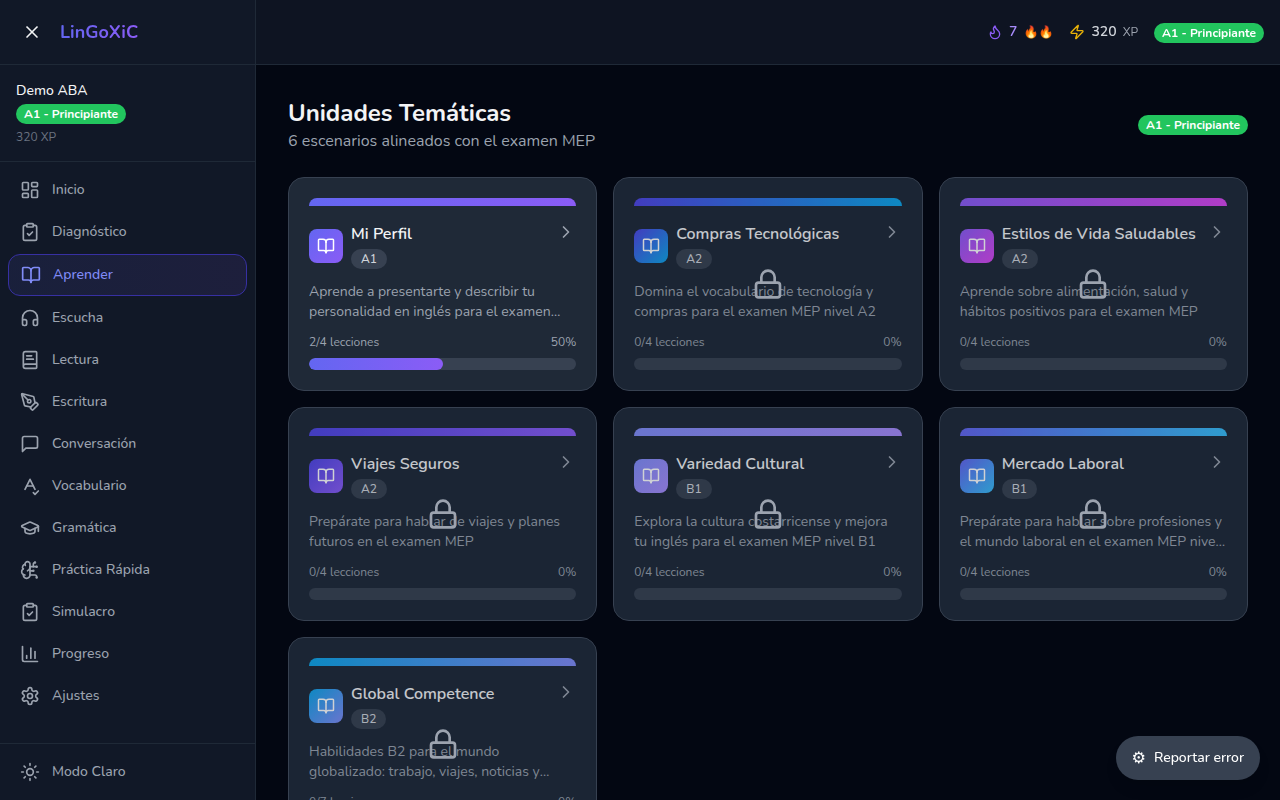 LinGoXiC
7 🔥🔥 320 XP A1 - Principiante
Demo ABA
A1 - Principiante
320 XP
Inicio
Diagnóstico
Aprender
Escucha
Lectura
Escritura
Conversación
Vocabulario
Gramática
Práctica Rápida
Simulacro
Progreso
Ajustes
Modo Claro
Unidades Temáticas
6 escenarios alineados con el examen MEP
A1 - Principiante
Mi Perfil
A1
Aprende a presentarte y describir tu
personalidad en inglés para el examen...
2/4 lecciones 50%
Compras Tecnológicas
A2
Domina el vocabulario de tecnología y
compras para el examen MEP nivel A2
0/4 lecciones 0%
Estilos de Vida Saludables
A2
Aprende sobre alimentación, salud y
hábitos positivos para el examen MEP
0/4 lecciones 0%
Viajes Seguros
A2
Prepárate para hablar de viajes y planes
futuros en el examen MEP
0/4 lecciones 0%
Variedad Cultural
B1
Explora la cultura costarricense y mejora
tu inglés para el examen MEP nivel B1
0/4 lecciones 0%
Mercado Laboral
B1
Prepárate para hablar sobre profesiones y
el mundo laboral en el examen MEP nive...
0/4 lecciones 0%
Global Competence
B2
Habilidades B2 para el mundo
globalizado: trabajo, viajes, noticias y...
Reportar error